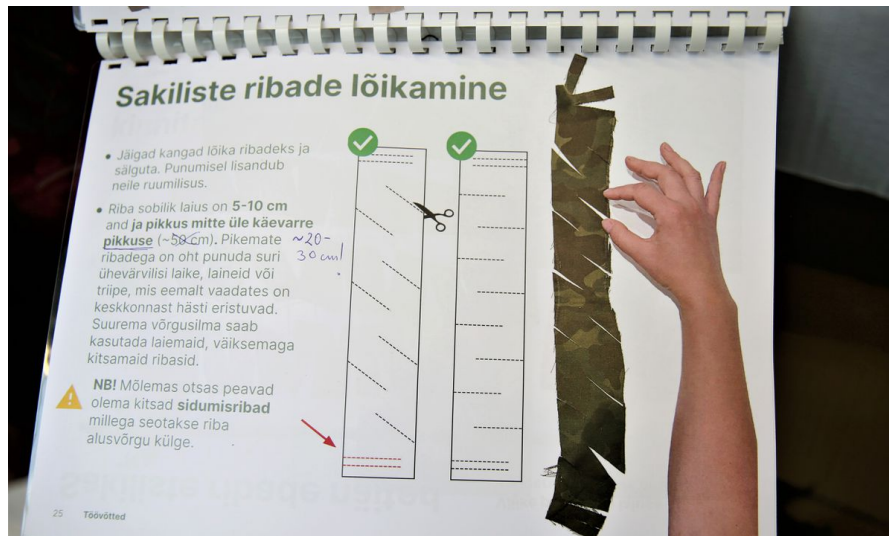 Sakiliste ribade lõikamine
• Jäigad kangad lõika ribadeks ja
sälguta. Punumisel lisandub
neile ruumilisus.
• Riba sobilik laius on 5-10 cm
and ja pikkus mitte üle käevarre
pikkuse (~50cm). Pikemate
~20-
30 cm!
ribadega on oht punuda suri
ühevärvilisi laike, laineid või
triipe, mis eemalt vaadates on
keskkonnast hästi eristuvad.
Suurema võrgusilma saab
kasutada laiemaid, väiksemaga
kitsamaid ribasid.
NB! Mõlemas otsas peavad
olema kitsad sidumisribad
millega seotakse riba
alusvõrgu külge.
25 Töövõtted